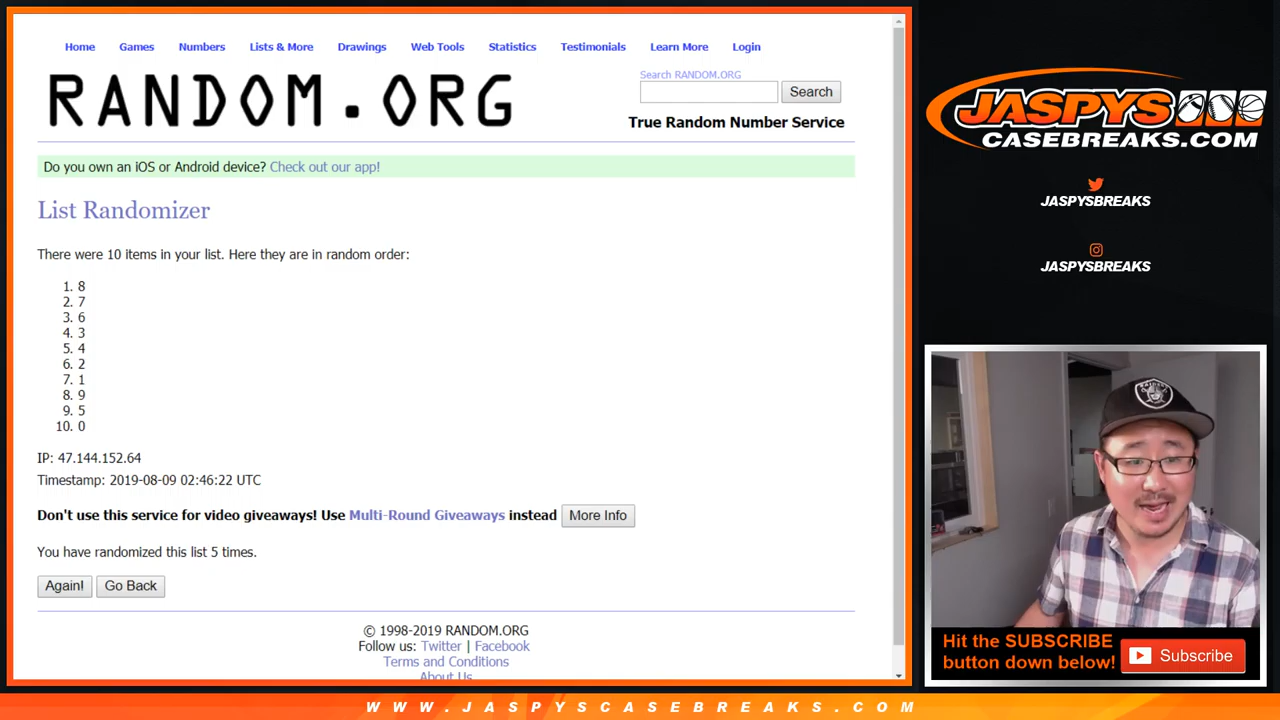 Home Games Numbers Lists & More Drawings Web Tools Statistics Testimonials Learn More Login
RANDOM.ORG
Search RANDOM.ORG
Search
True Random Number Service
Do you own an iOS or Android device? Check out our app!
List Randomizer
There were 10 items in your list. Here they are in random order:
1. 8
2. 7
3. 6
4. 3
5. 4
6. 2
7. 1
8. 9
9. 5
10. 0
IP: 47.144.152.64
Timestamp: 2019-08-09 02:46:22 UTC
Don't use this service for video giveaways! Use Multi-Round Giveaways instead More Info
You have randomized this list 5 times.
Again! Go Back
© 1998-2019 RANDOM.ORG
Follow us: Twitter | Facebook
Terms and Conditions
About Us
JASPYS
CASEBREAKS.COM
JASPYSBREAKS
JASPYSBREAKS
RAIDERS
Hit the SUBSCRIBE
button down below!
Subscribe
WWW.JASPYSCASEBREAKS.COM